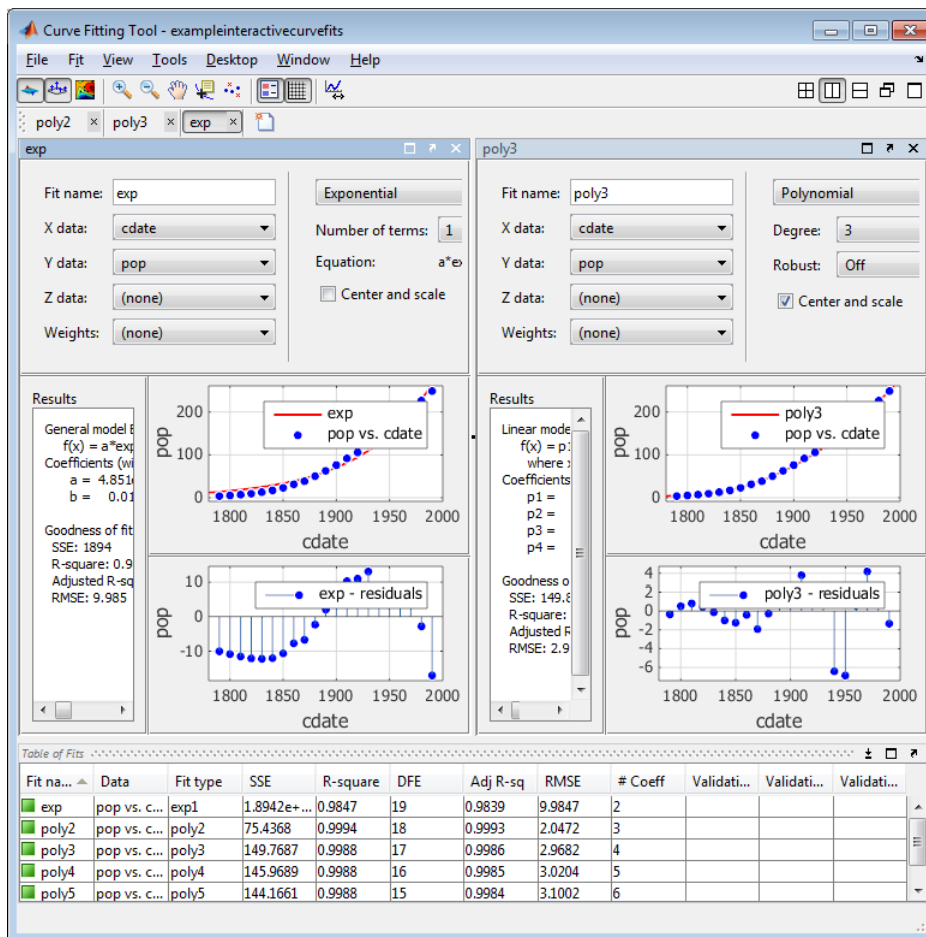 Curve Fitting Tool - exampleinteractivecurvefits
File Fit View Tools Desktop Window Help
poly2 poly3 exp
exp
Fit name: exp
X data: cdate
Y data: pop
Z data: (none)
Weights: (none)
Exponential
Number of terms: 1
Equation: a*ex
Center and scale
Results
General model E
f(x) = a*exp
Coefficients (wi
a = 4.851e
b = 0.01
Goodness of fit
SSE: 1894
R-square: 0.9
Adjusted R-sq
RMSE: 9.985
200
100
0
pop
exp
pop vs. cdate
1800 1850 1900 1950 2000
cdate
10
0
-10
pop
exp - residuals
1800 1850 1900 1950 2000
cdate
poly3
Fit name: poly3
X data: cdate
Y data: pop
Z data: (none)
Weights: (none)
Polynomial
Degree: 3
Robust: Off
Center and scale
Results
Linear mode
f(x) = p1
where x
Coefficients
p1 =
p2 =
p3 =
p4 =
Goodness o
SSE: 149.8
R-square:
Adjusted R
RMSE: 2.9
200
100
0
pop
poly3
pop vs. cdate
1800 1850 1900 1950 2000
cdate
4
2
0
-2
-4
-6
pop
poly3 - residuals
1800 1850 1900 1950 2000
cdate
Table of Fits
Fit na... Data Fit type SSE R-square DFE Adj R-sq RMSE # Coeff Validati... Validati... Validati...
exp pop vs. c... exp1 1.8942e+... 0.9847 19 0.9839 9.9847 2
poly2 pop vs. c... poly2 75.4368 0.9994 18 0.9993 2.0472 3
poly3 pop vs. c... poly3 149.7687 0.9988 17 0.9986 2.9682 4
poly4 pop vs. c... poly4 145.9689 0.9988 16 0.9985 3.0204 5
poly5 pop vs. c... poly5 144.1661 0.9988 15 0.9984 3.1002 6